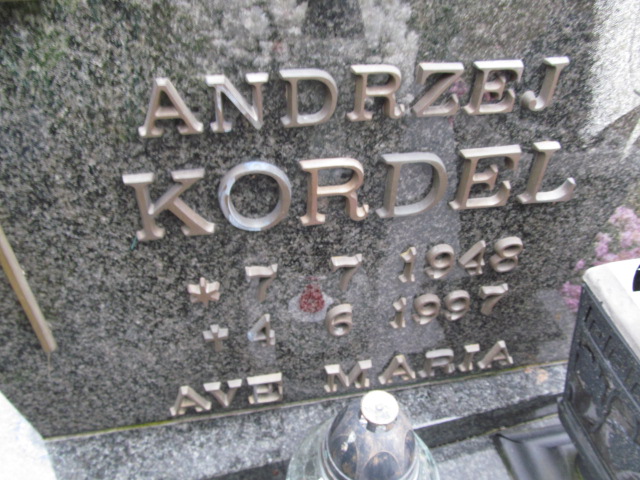 ANDRZEJ
KORDEL
* 7 7 1948
+ 4 6 1997
AVE MARIA